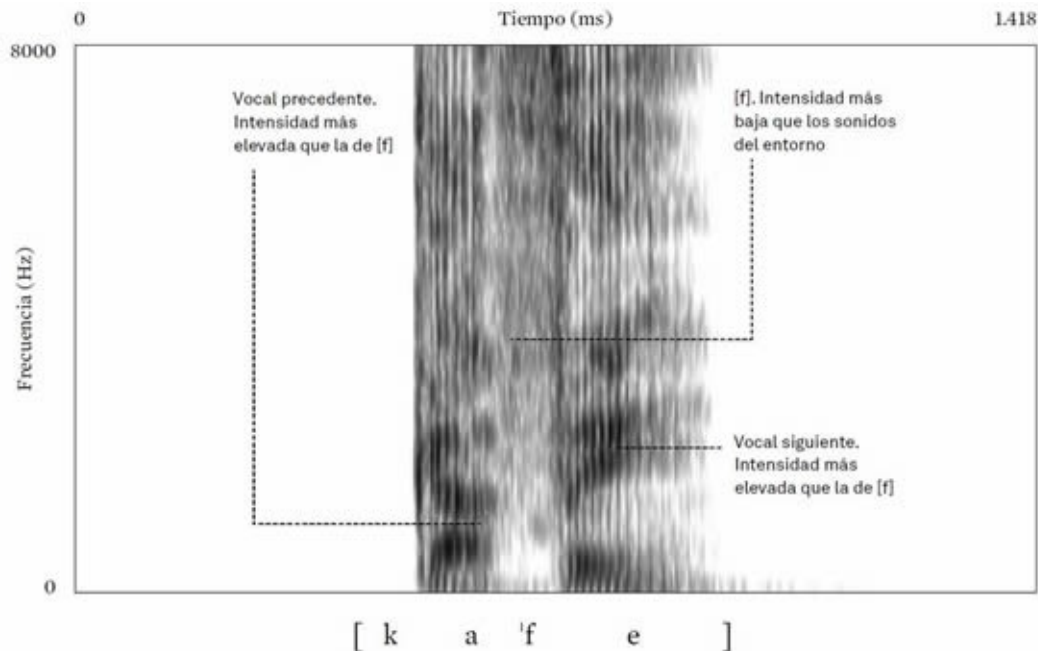 0 Tiempo (ms) 1.418
8000
Vocal precedente.
Intensidad más
elevada que la de [f]
[f]. Intensidad más
baja que los sonidos
del entorno
Frecuencia (Hz)
Vocal siguiente.
Intensidad más
elevada que la de [f]
0
[ k a ˈf e ]